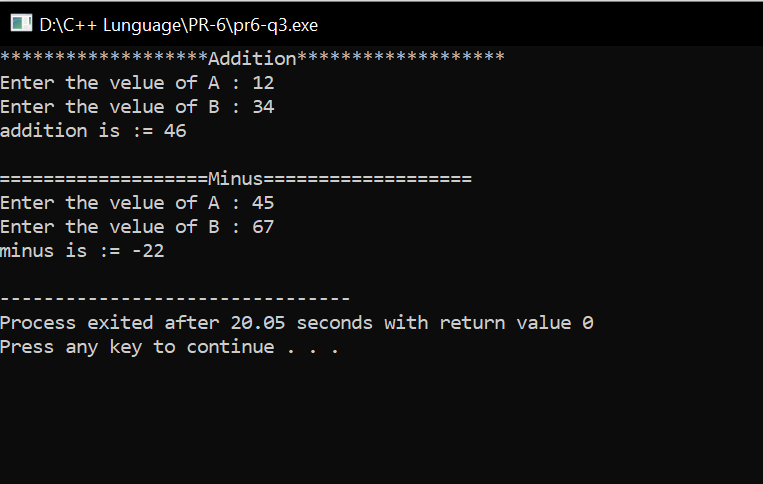 D:\C++ Lunguage\PR-6\pr6-q3.exe
*******************Addition*******************
Enter the velue of A : 12
Enter the velue of B : 34
addition is := 46
===================Minus===================
Enter the velue of A : 45
Enter the velue of B : 67
minus is := -22
--------------------------------
Process exited after 20.05 seconds with return value 0
Press any key to continue . . .